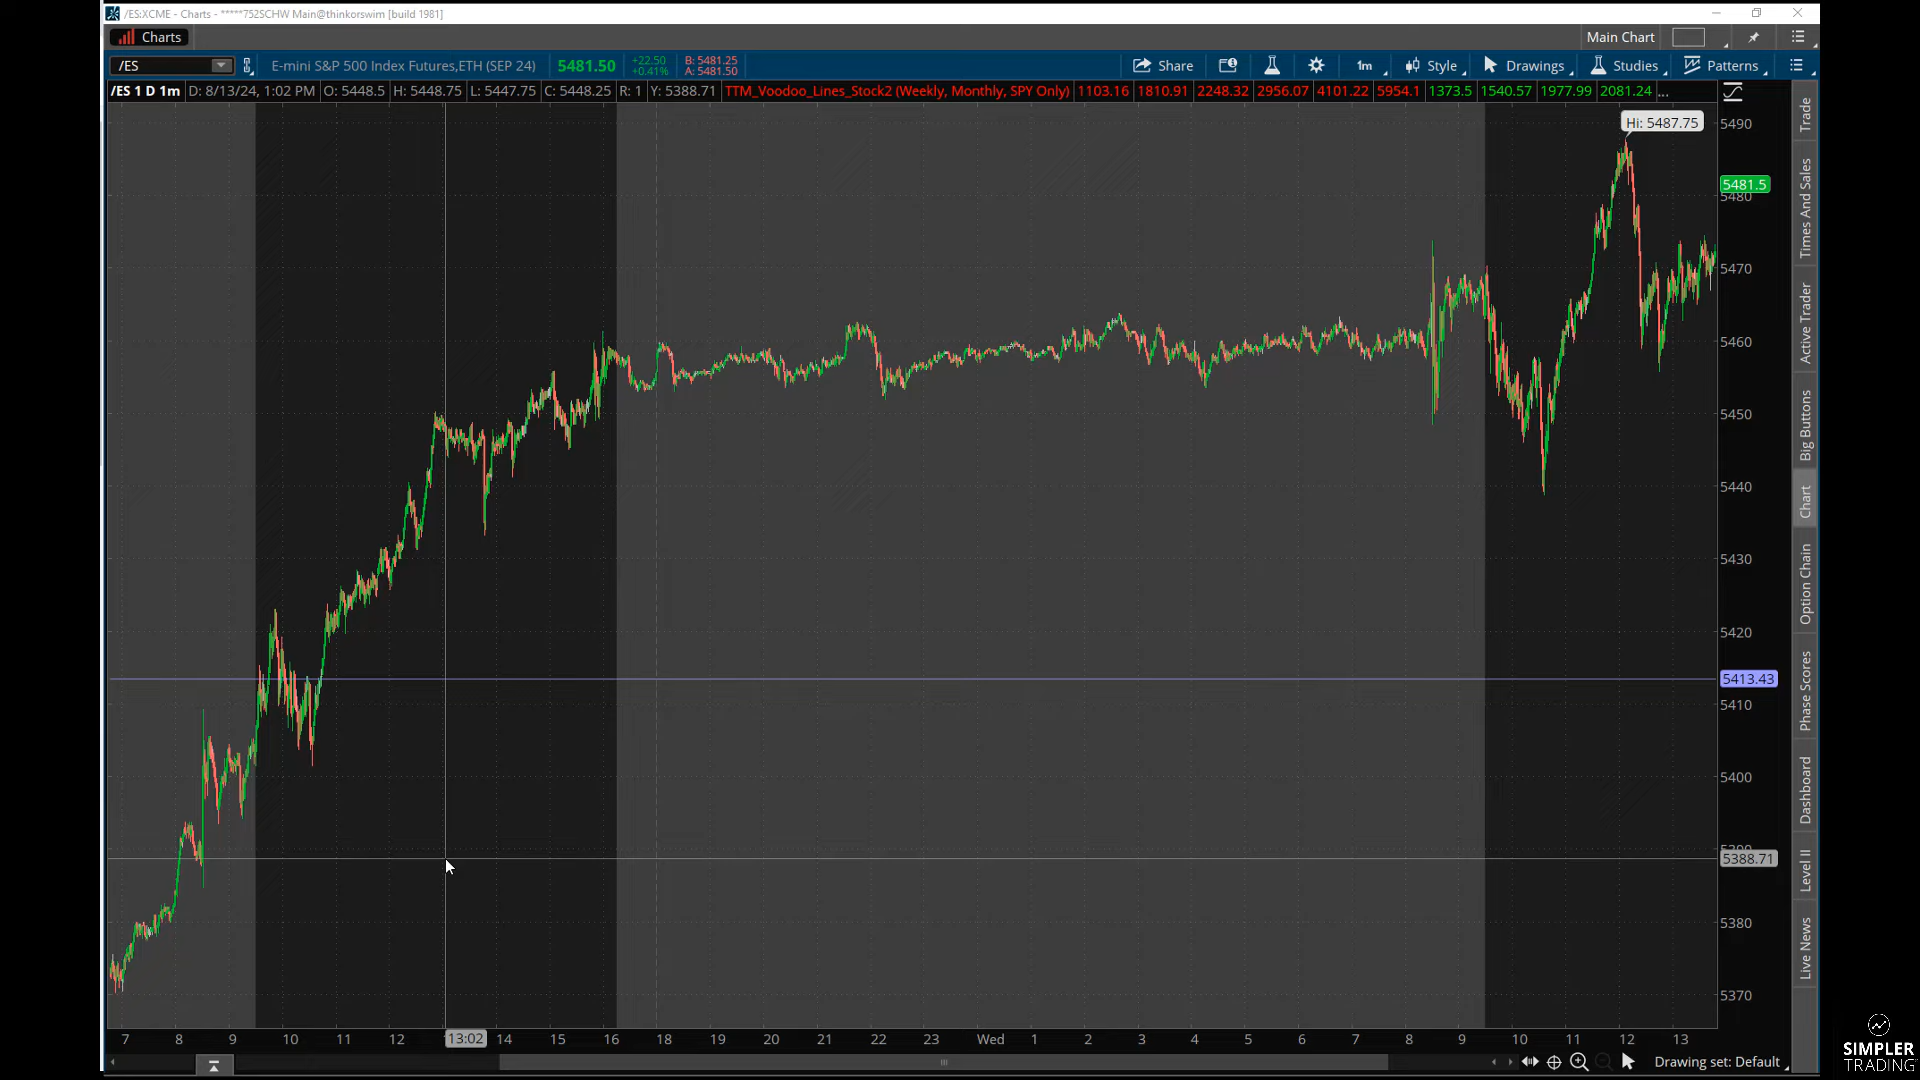 /ES:XCME - Charts - *****752SCHW Main@thinkorswim [build 1981]
Charts
Main Chart
/ES
E-mini S&P 500 Index Futures,ETH (SEP 24)
5481.50
+22.50
+0.41%
B: 5481.25
A: 5481.50
Share
1m
Style
Drawings
Studies
Patterns
/ES 1 D 1m
D: 8/13/24, 1:02 PM
O: 5448.5
H: 5448.75
L: 5447.75
C: 5448.25
R: 1
Y: 5388.71
TTM_Voodoo_Lines_Stock2 (Weekly, Monthly, SPY Only)
1103.16
1810.91
2248.32
2956.07
4101.22
5954.1
1373.5
1540.57
1977.99
2081.24
...
Hi: 5487.75
5490
5481.5
5480
5470
5460
5450
5440
5430
5420
5413.43
5410
5400
5390
5388.71
5380
5370
Trade
Times And Sales
Active Trader
Big Buttons
Chart
Option Chain
Phase Scores
Dashboard
Level II
Live News
7 8 9 10 11 12 13:02 14 15 16 18 19 20 21 22 23 Wed 1 2 3 4 5 6 7 8 9 10 11 12 13
Drawing set: Default
SIMPLER
TRADING